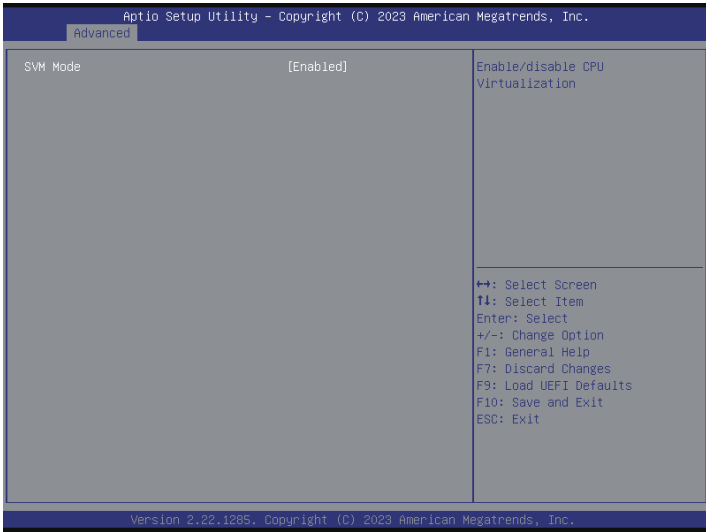 Aptio Setup Utility – Copyright (C) 2023 American Megatrends, Inc.
Advanced
SVM Mode [Enabled]
Enable/disable CPU
Virtualization
↔: Select Screen
↑↓: Select Item
Enter: Select
+/-: Change Option
F1: General Help
F7: Discard Changes
F9: Load UEFI Defaults
F10: Save and Exit
ESC: Exit
Version 2.22.1285. Copyright (C) 2023 American Megatrends, Inc.